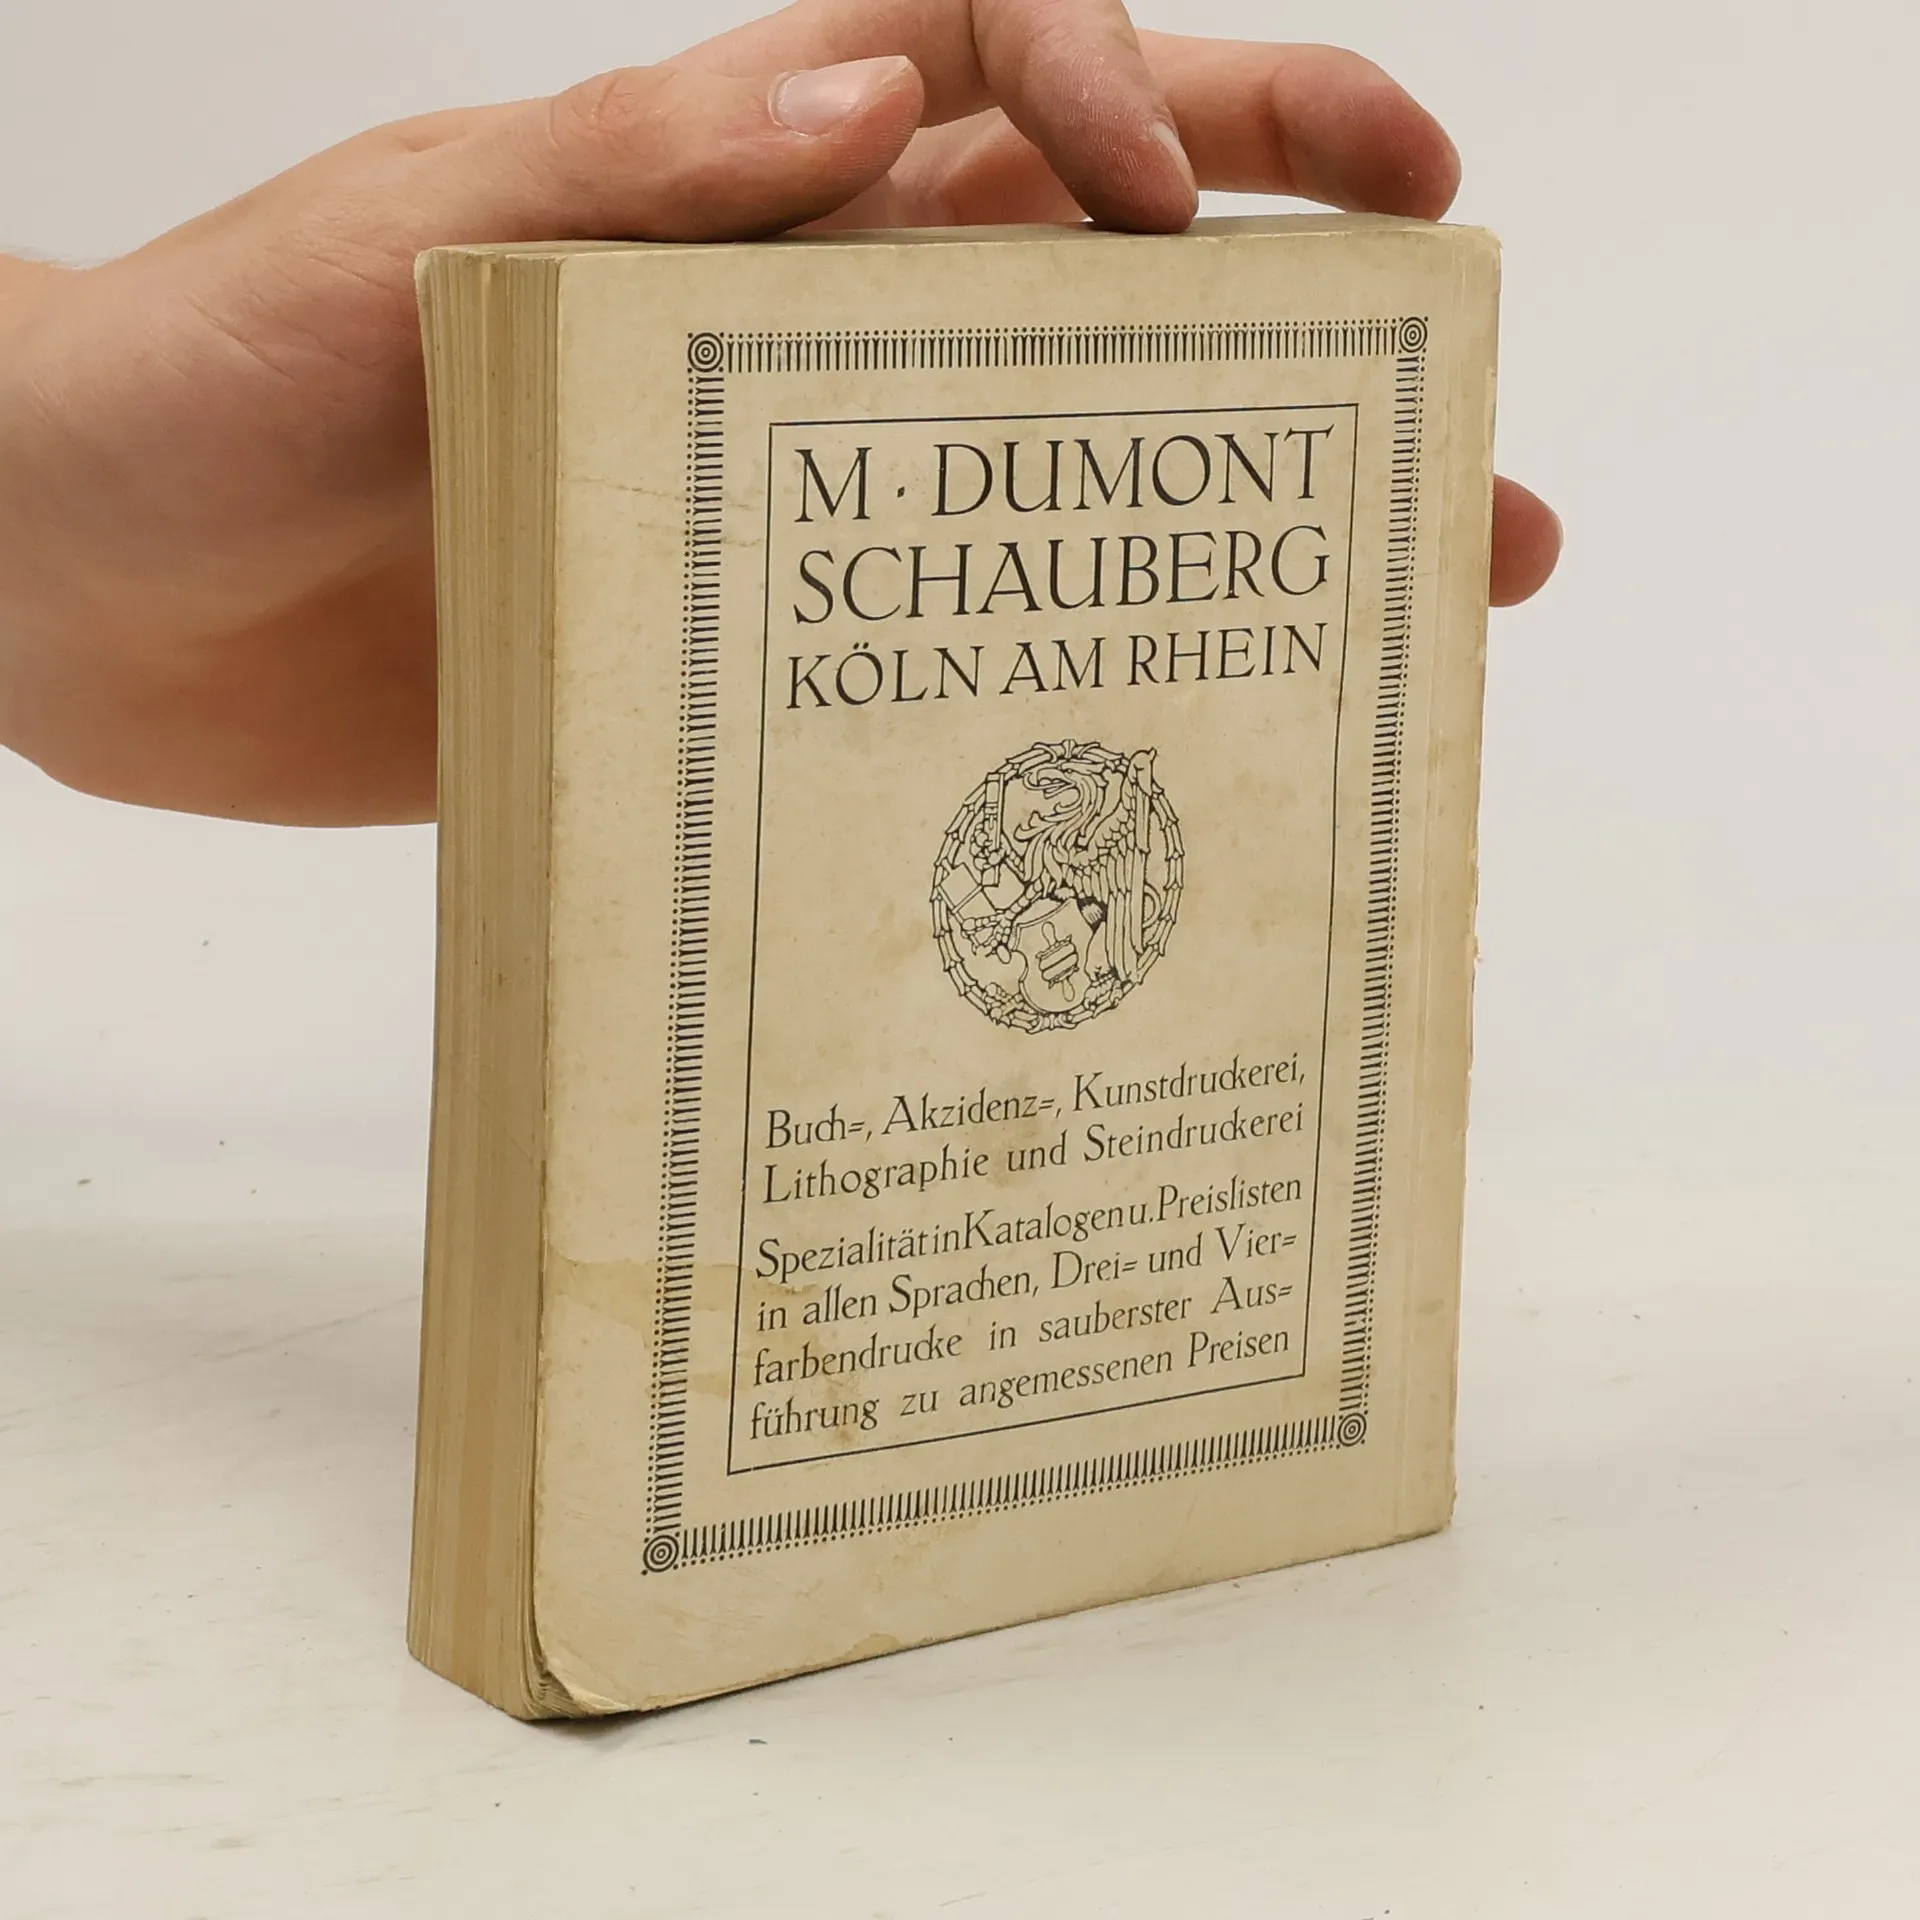 M · DUMONT
SCHAUBERG
KÖLN AM RHEIN
Buch=, Akzidenz=, Kunstdruckerei,
Lithographie und Steindruckerei
Spezialität in Katalogen u. Preislisten
in allen Sprachen, Drei= und Vier=
farbendrucke in sauberster Aus=
führung zu angemessenen Preisen